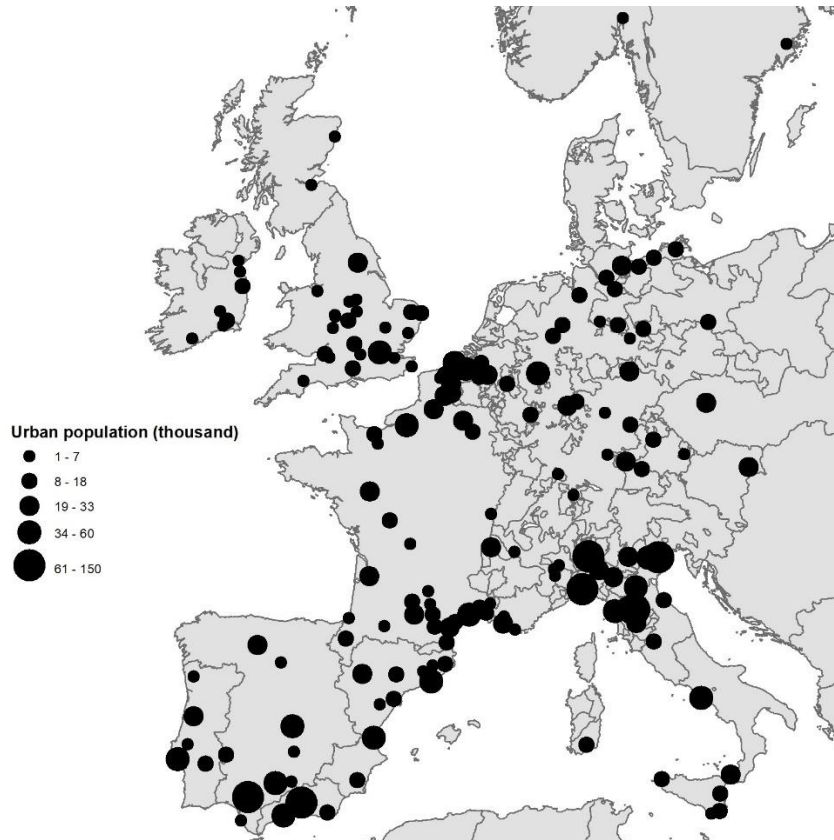 Urban population (thousand)
1 - 7
8 - 18
19 - 33
34 - 60
61 - 150